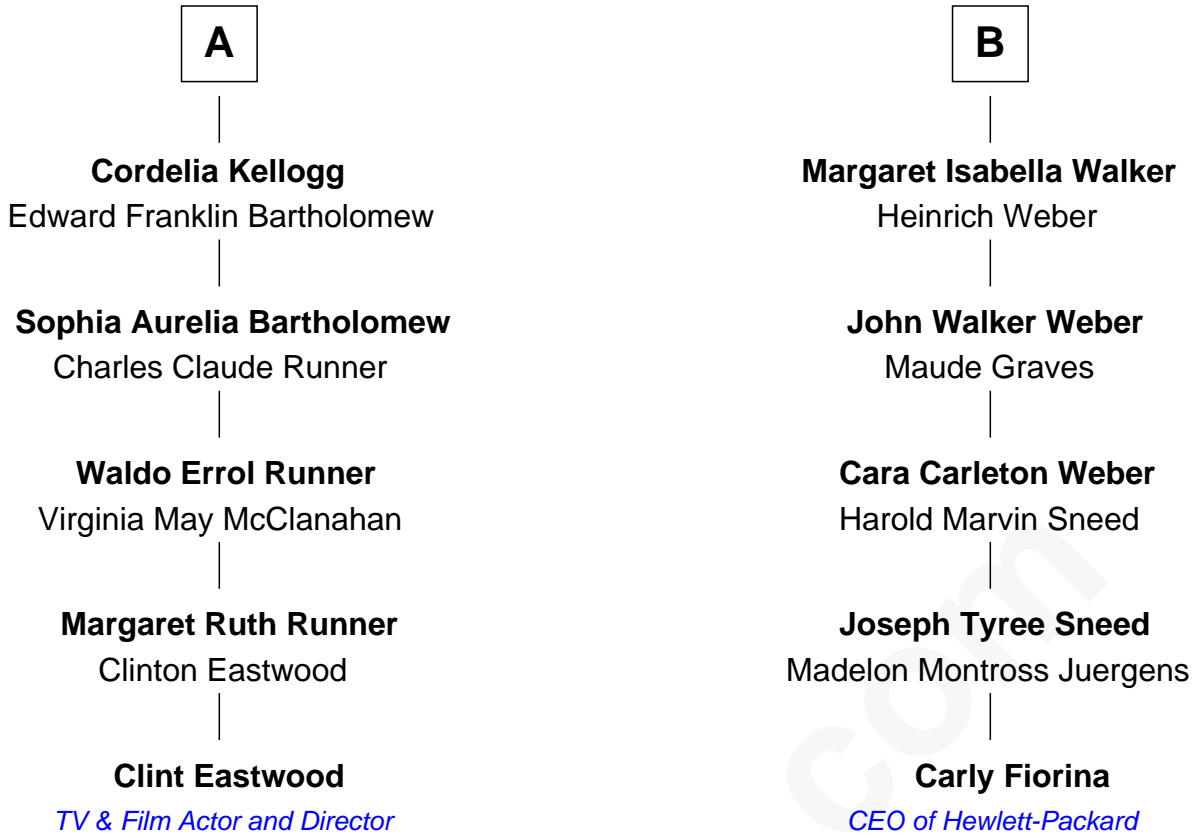 A
Cordelia Kellogg
Edward Franklin Bartholomew
Sophia Aurelia Bartholomew
Charles Claude Runner
Waldo Errol Runner
Virginia May McClanahan
Margaret Ruth Runner
Clinton Eastwood
Clint Eastwood
TV & Film Actor and Director
B
Margaret Isabella Walker
Heinrich Weber
John Walker Weber
Maude Graves
Cara Carleton Weber
Harold Marvin Sneed
Joseph Tyree Sneed
Madelon Montross Juergens
Carly Fiorina
CEO of Hewlett-Packard
com